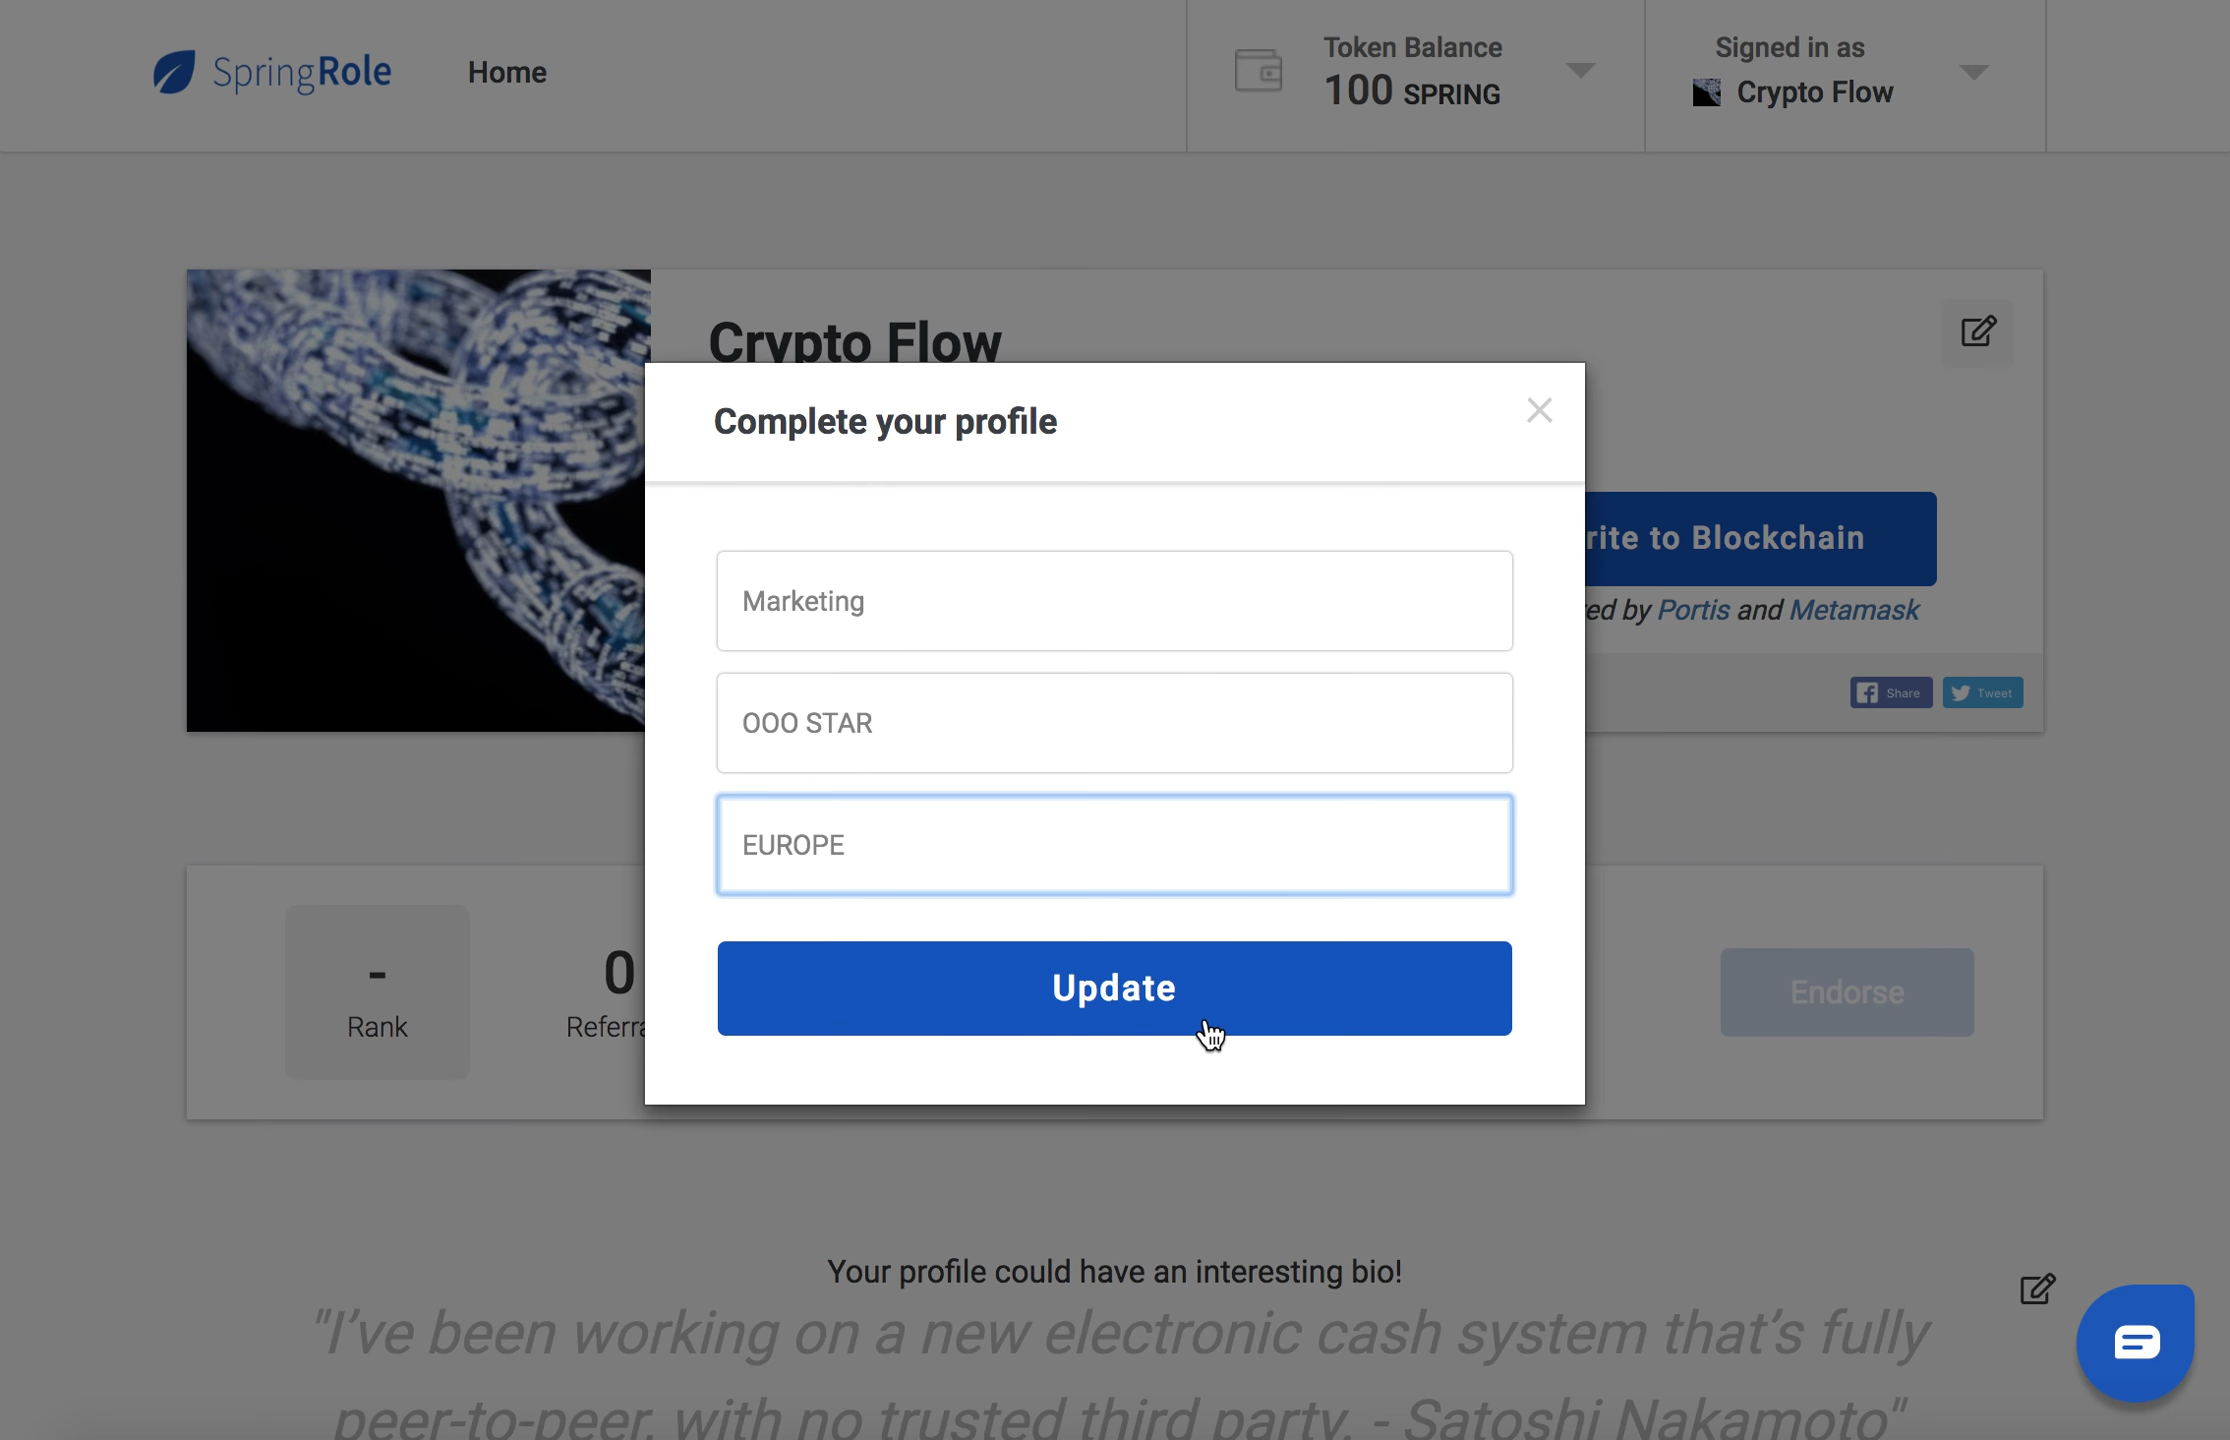 SpringRole
Home
Token Balance
100 SPRING
Signed in as
Crypto Flow
Crypto Flow
Complete your profile
Marketing
OOO STAR
EUROPE
Update
rite to Blockchain
ed by Portis and Metamask
Share
Tweet
-
Rank
0
Referra
Endorse
Your profile could have an interesting bio!
"I've been working on a new electronic cash system that's fully
peer-to-peer, with no trusted third party. - Satoshi Nakamoto"